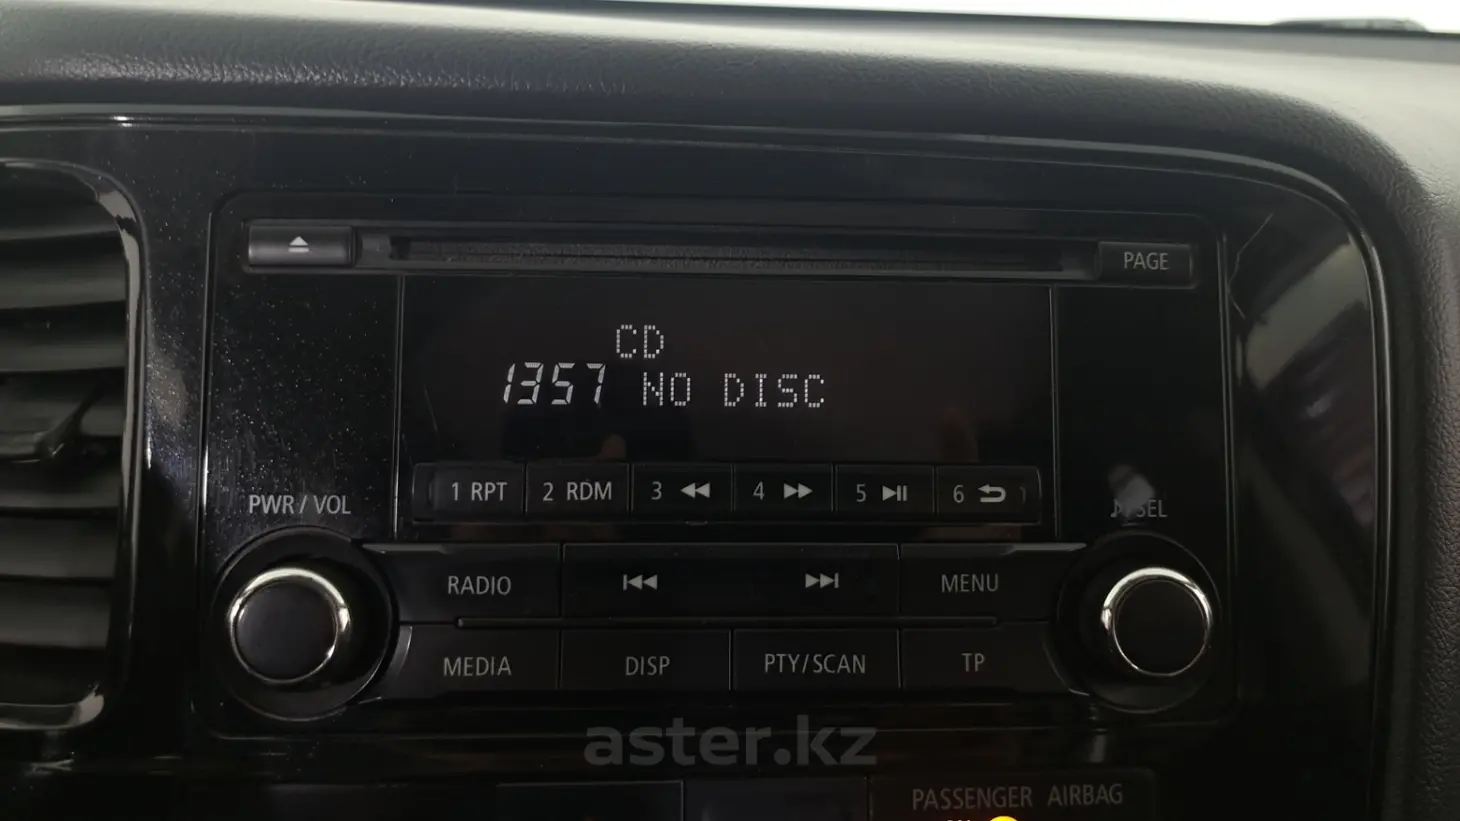 PAGE
CD
1357 NO DISC
1 RPT 2 RDM 3 4 5 6
PWR / VOL
SEL
RADIO MENU
MEDIA DISP PTY/SCAN TP
aster.kz
PASSENGER AIRBAG